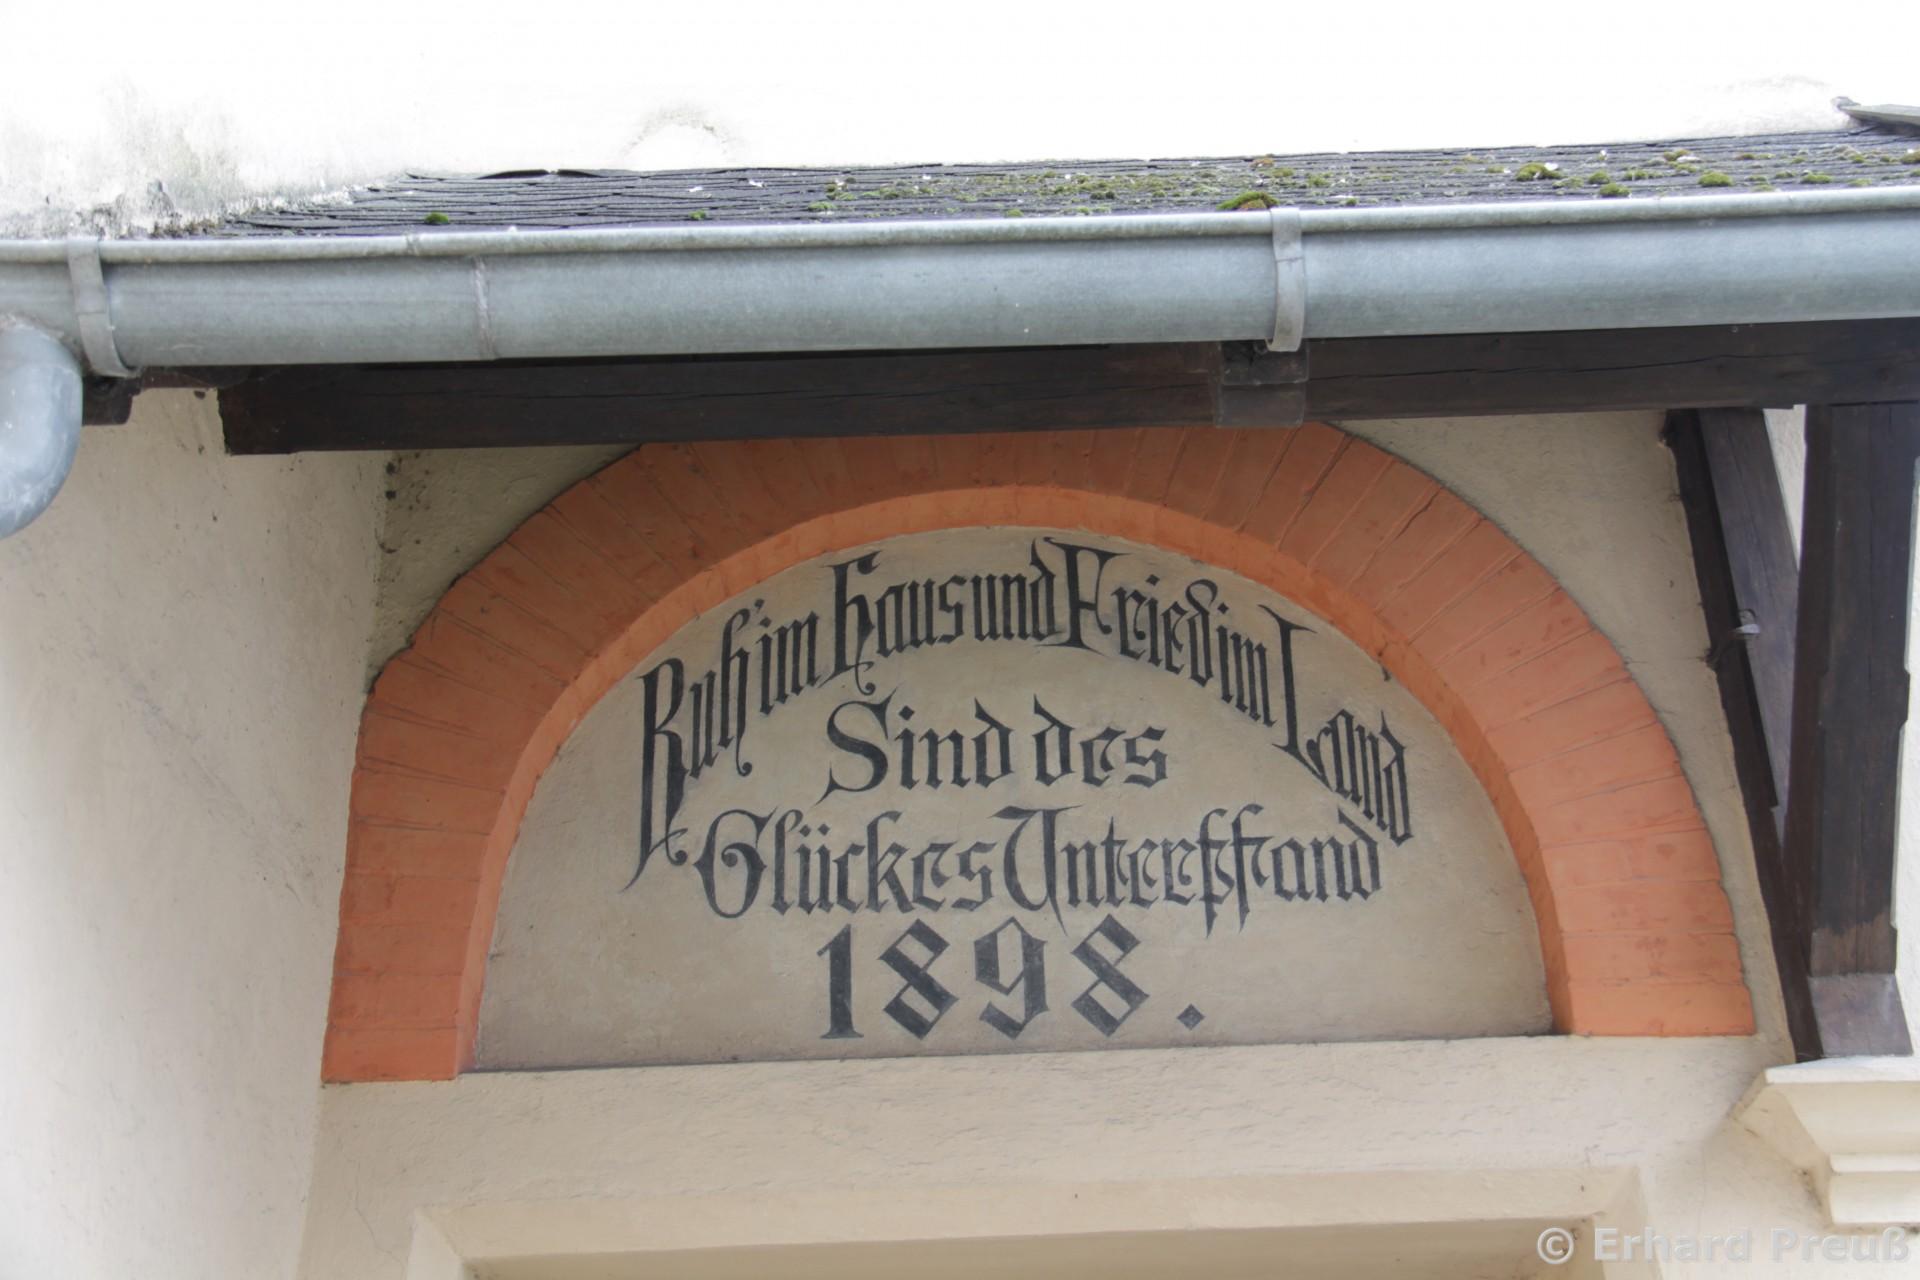 Ruh' im Haus und Fried im Land
Sind des
Glückes Unterpfand
1898.
© Erhard Preuß